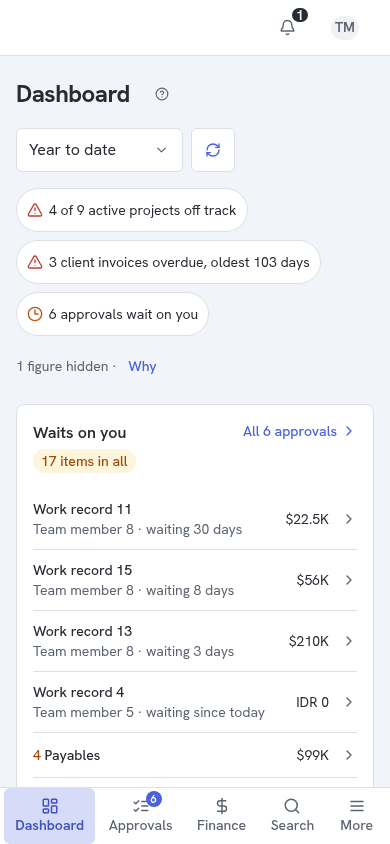 1
TM
Dashboard
Year to date
4 of 9 active projects off track
3 client invoices overdue, oldest 103 days
6 approvals wait on you
1 figure hidden · Why
Waits on you
All 6 approvals
17 items in all
Work record 11
Team member 8 · waiting 30 days
$22.5K
Work record 15
Team member 8 · waiting 8 days
$56K
Work record 13
Team member 8 · waiting 3 days
$210K
Work record 4
Team member 5 · waiting since today
IDR 0
4 Payables
$99K
6
Dashboard
Approvals
Finance
Search
More